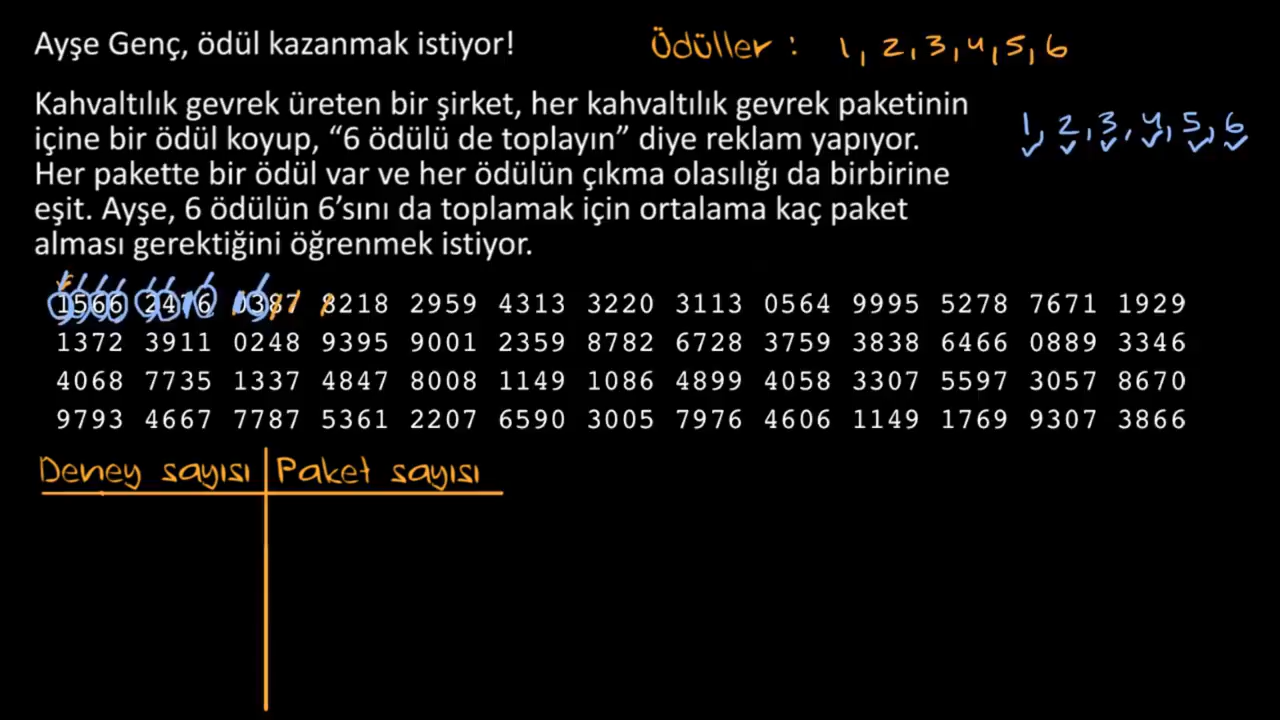 Ayşe Genç, ödül kazanmak istiyor!
Ödüller : 1, 2, 3, 4, 5, 6
Kahvaltılık gevrek üreten bir şirket, her kahvaltılık gevrek paketinin
içine bir ödül koyup, “6 ödülü de toplayın” diye reklam yapıyor.
Her pakette bir ödül var ve her ödülün çıkma olasılığı da birbirine
eşit. Ayşe, 6 ödülün 6’sını da toplamak için ortalama kaç paket
alması gerektiğini öğrenmek istiyor.
1, 2, 3, 4, 5, 6
1566 2416 0387 8218 2959 4313 3220 3113 0564 9995 5278 7671 1929
1372 3911 0248 9395 9001 2359 8782 6728 3759 3838 6466 0889 3346
4068 7735 1337 4847 8008 1149 1086 4899 4058 3307 5597 3057 8670
9793 4667 7787 5361 2207 6590 3005 7976 4606 1149 1769 9307 3866
Deney sayısı Paket sayısı